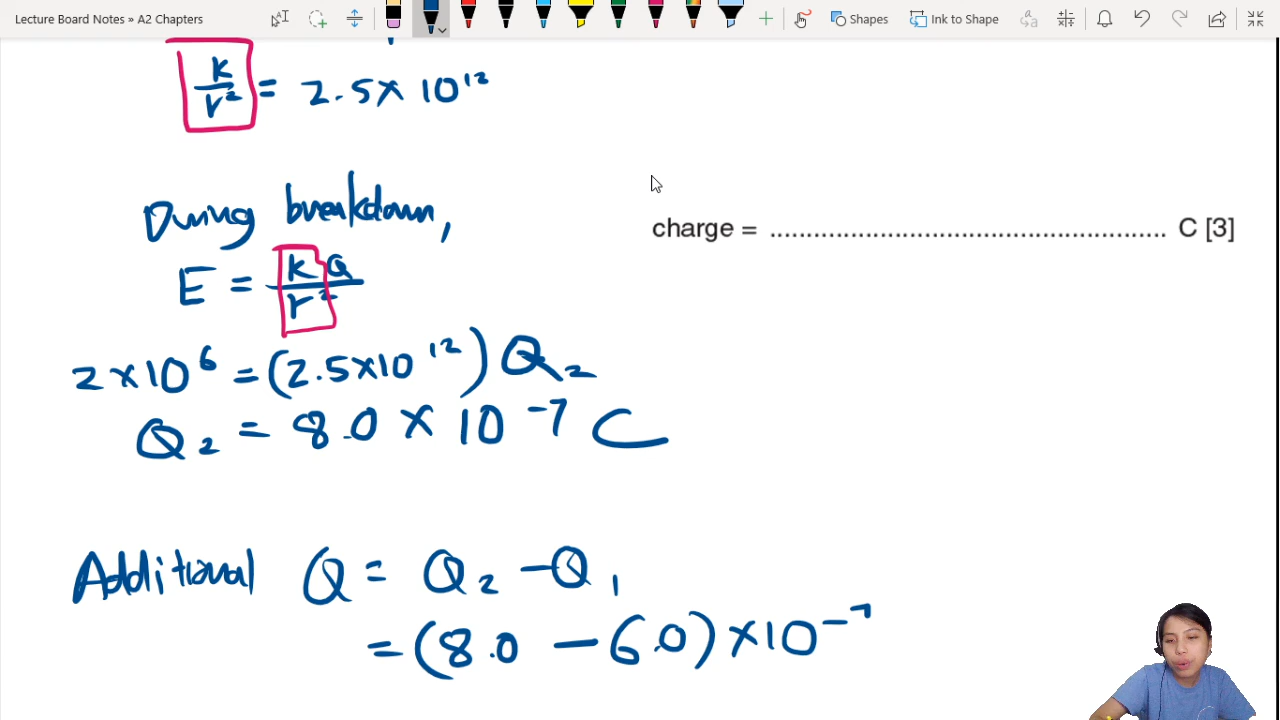 Lecture Board Notes » A2 Chapters
Shapes
Ink to Shape
k/r² = 2.5 × 10¹²
During breakdown,
charge = ...................................................... C [3]
E = kQ/r²
2 × 10⁶ = (2.5×10¹²) Q₂
Q₂ = 8.0 × 10⁻⁷ C
Additional Q = Q₂ − Q₁
= (8.0 − 6.0) × 10⁻⁷